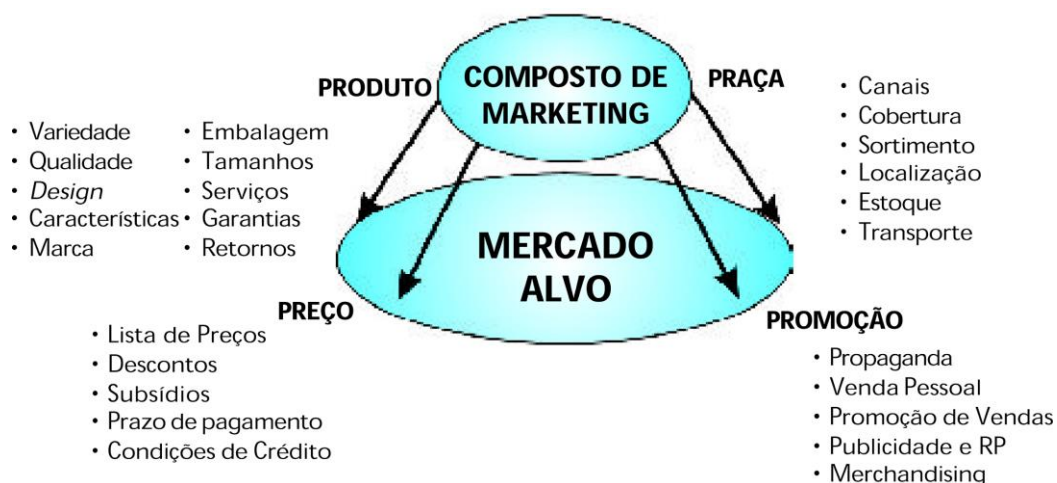 COMPOSTO DE
MARKETING
PRODUTO
• Variedade
• Qualidade
• Design
• Características
• Marca
• Embalagem
• Tamanhos
• Serviços
• Garantias
• Retornos
PRAÇA
• Canais
• Cobertura
• Sortimento
• Localização
• Estoque
• Transporte
MERCADO
ALVO
PREÇO
• Lista de Preços
• Descontos
• Subsídios
• Prazo de pagamento
• Condições de Crédito
PROMOÇÃO
• Propaganda
• Venda Pessoal
• Promoção de Vendas
• Publicidade e RP
• Merchandising